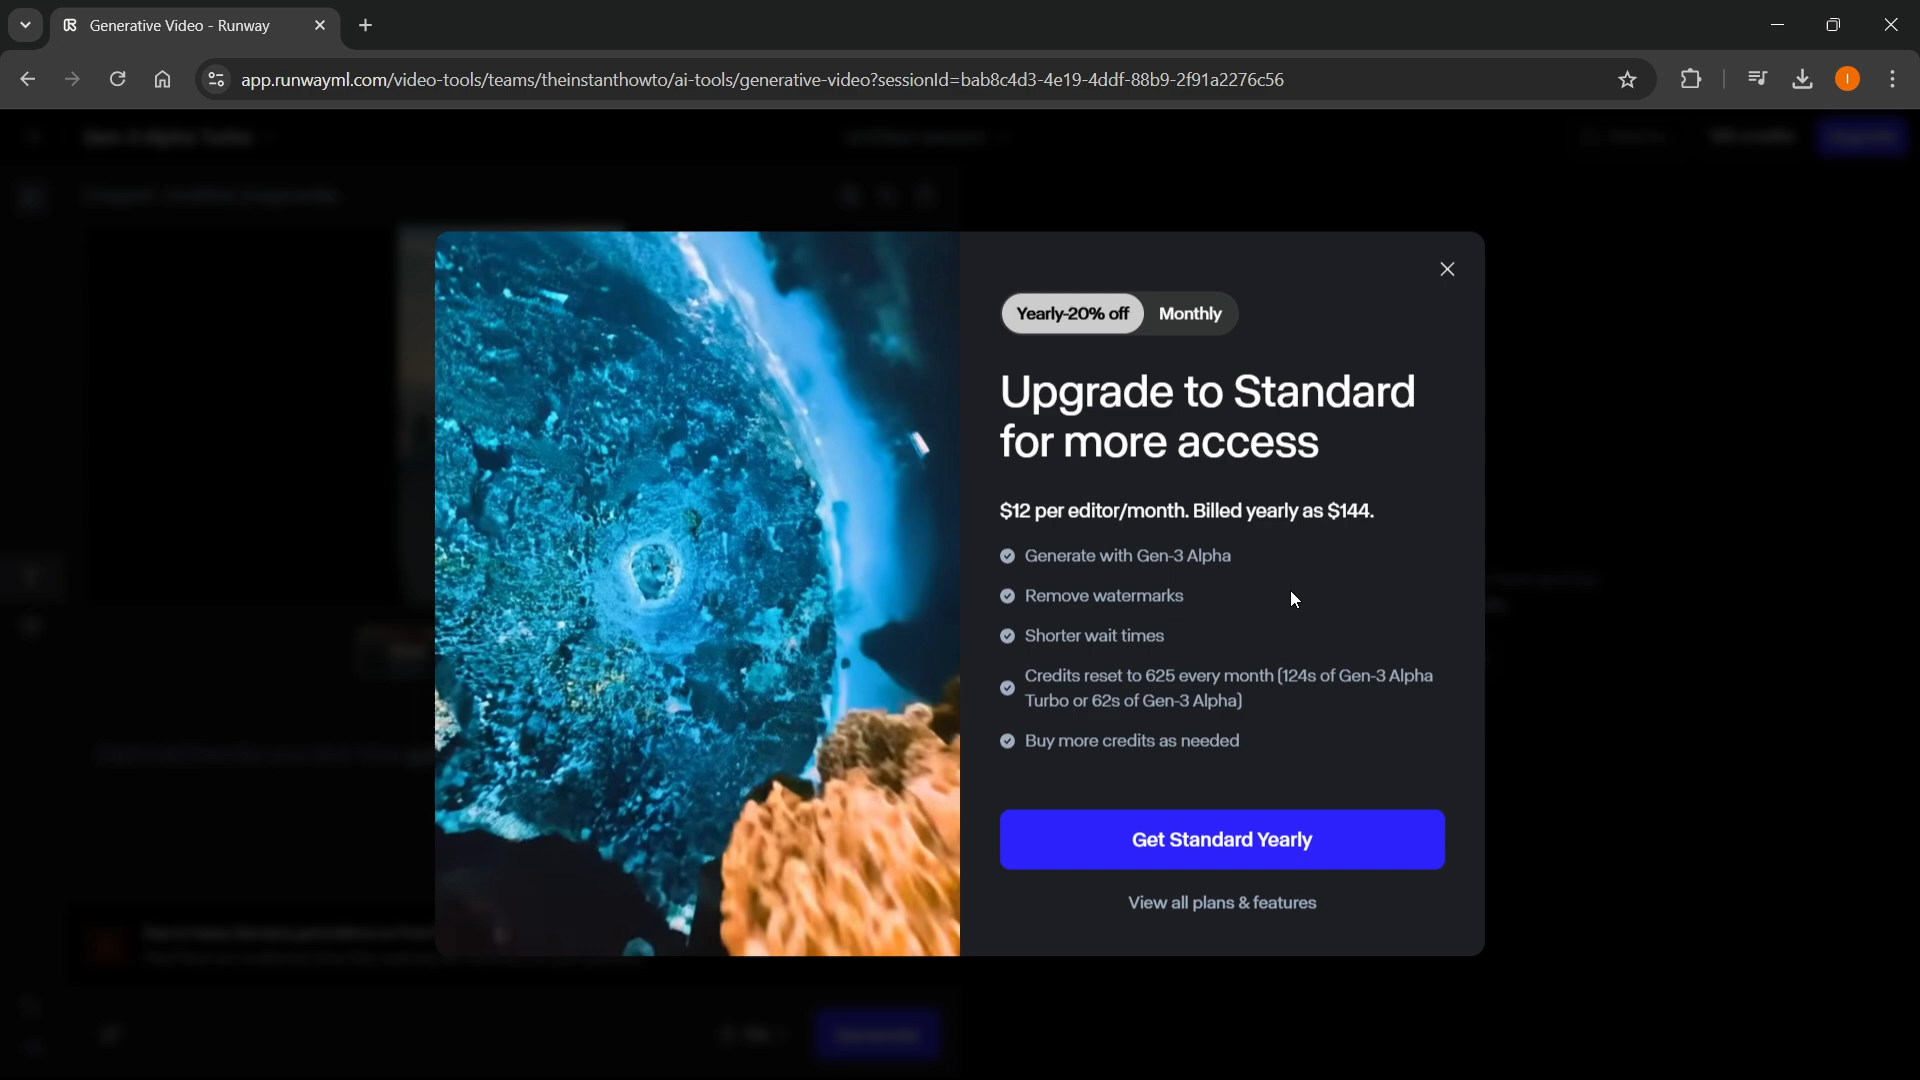 Generative Video - Runway
app.runwayml.com/video-tools/teams/theinstanthowto/ai-tools/generative-video?sessionId=bab8c4d3-4e19-4ddf-88b9-2f91a2276c56
I
Yearly-20% off
Monthly
Upgrade to Standard
for more access
$12 per editor/month. Billed yearly as $144.
Generate with Gen-3 Alpha
Remove watermarks
Shorter wait times
Credits reset to 625 every month (124s of Gen-3 Alpha
Turbo or 62s of Gen-3 Alpha)
Buy more credits as needed
Get Standard Yearly
View all plans & features